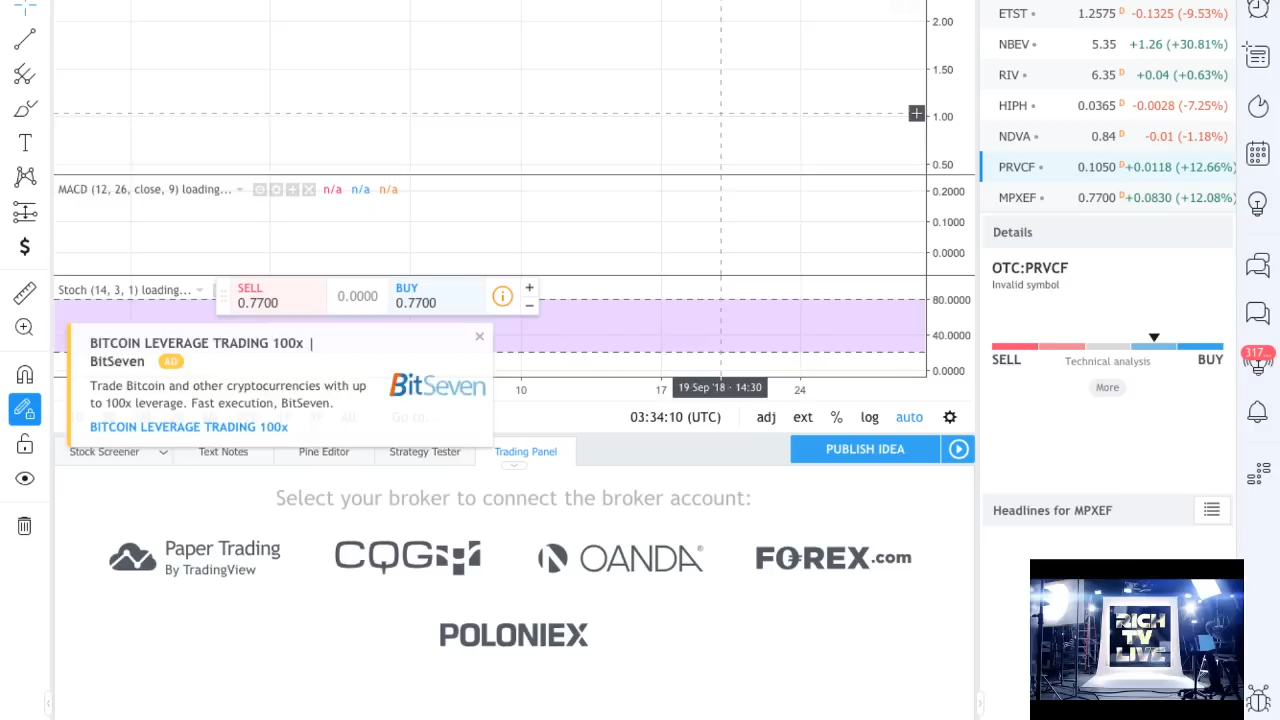 2.00
1.50
1.00
0.50
MACD (12, 26, close, 9) loading... n/a n/a n/a
0.2000
0.1000
0.0000
Stoch (14, 3, 1) loading...
SELL
0.7700
0.0000
BUY
0.7700
80.0000
40.0000
0.0000
BITCOIN LEVERAGE TRADING 100x |
BitSeven AD
Trade Bitcoin and other cryptocurrencies with up
to 100x leverage. Fast execution, BitSeven.
BITCOIN LEVERAGE TRADING 100x
BitSeven
10
17
19 Sep '18 - 14:30
24
All
Go to...
03:34:10 (UTC)
adj
ext
%
log
auto
Stock Screener
Text Notes
Pine Editor
Strategy Tester
Trading Panel
PUBLISH IDEA
Select your broker to connect the broker account:
Paper Trading
By TradingView
CQG
OANDA
FOREX.com
POLONIEX
ETST 1.2575 D -0.1325 (-9.53%)
NBEV 5.35 +1.26 (+30.81%)
RIV 6.35 D +0.04 (+0.63%)
HIPH 0.0365 D -0.0028 (-7.25%)
NDVA 0.84 D -0.01 (-1.18%)
PRVCF 0.1050 D +0.0118 (+12.66%)
MPXEF 0.7700 D +0.0830 (+12.08%)
Details
OTC:PRVCF
Invalid symbol
SELL
Technical analysis
BUY
More
Headlines for MPXEF
317...
RICH
TV
LIVE